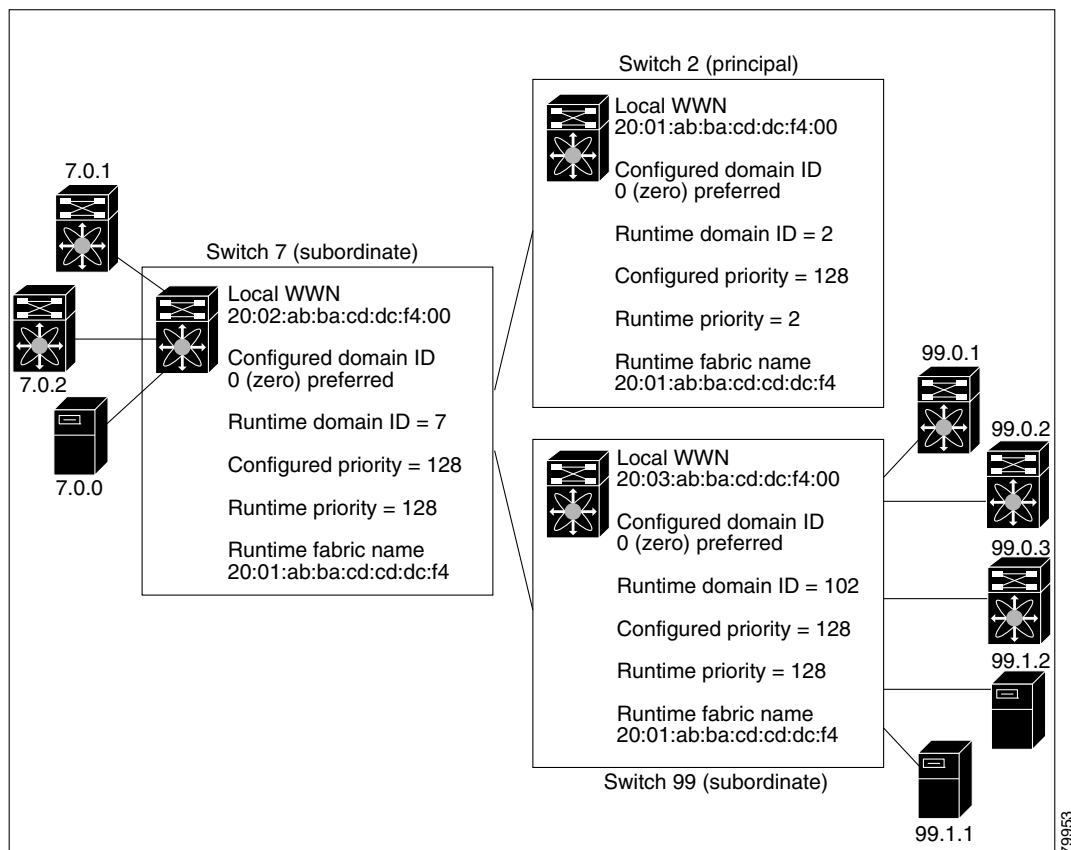 Switch 2 (principal)
Local WWN
20:01:ab:ba:cd:dc:f4:00
Configured domain ID
0 (zero) preferred
Runtime domain ID = 2
Configured priority = 128
Runtime priority = 2
Runtime fabric name
20:01:ab:ba:cd:cd:dc:f4
7.0.1
7.0.2
7.0.0
Switch 7 (subordinate)
Local WWN
20:02:ab:ba:cd:dc:f4:00
Configured domain ID
0 (zero) preferred
Runtime domain ID = 7
Configured priority = 128
Runtime priority = 128
Runtime fabric name
20:01:ab:ba:cd:cd:dc:f4
Local WWN
20:03:ab:ba:cd:dc:f4:00
Configured domain ID
0 (zero) preferred
Runtime domain ID = 102
Configured priority = 128
Runtime priority = 128
Runtime fabric name
20:01:ab:ba:cd:cd:dc:f4
Switch 99 (subordinate)
99.0.1
99.0.2
99.0.3
99.1.2
99.1.1
79953